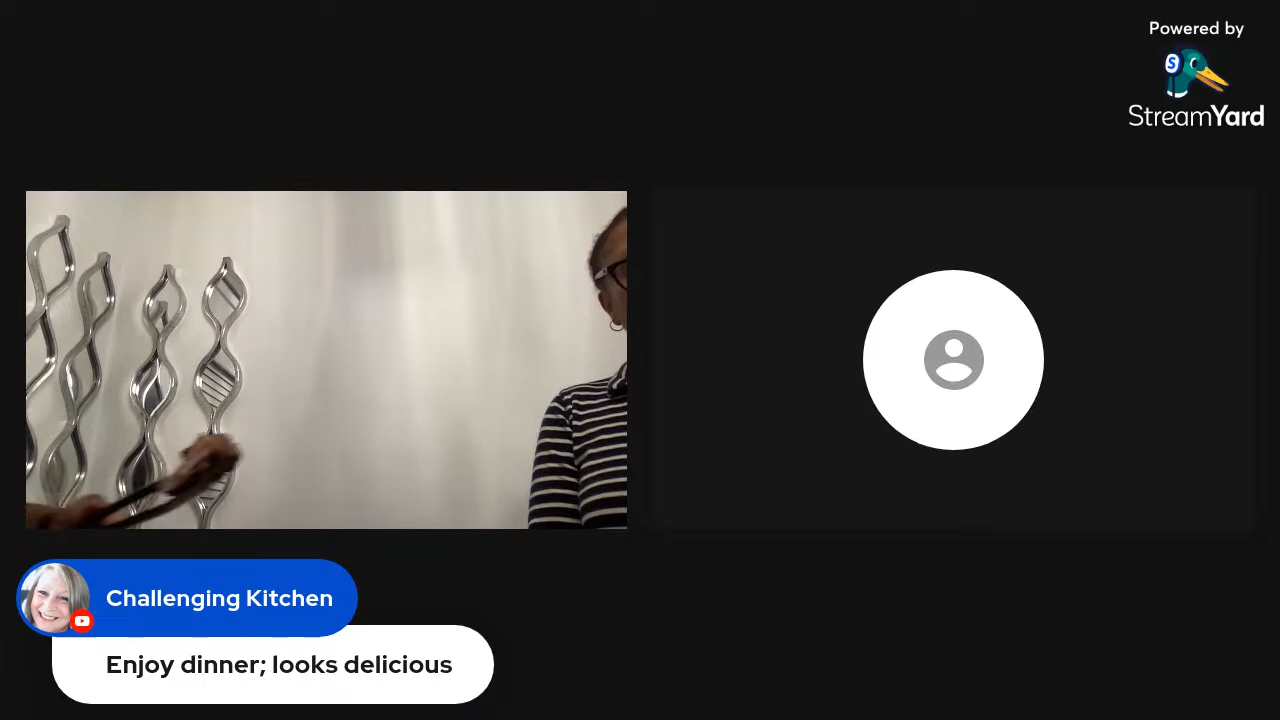 Powered by
StreamYard
Challenging Kitchen
Enjoy dinner; looks delicious